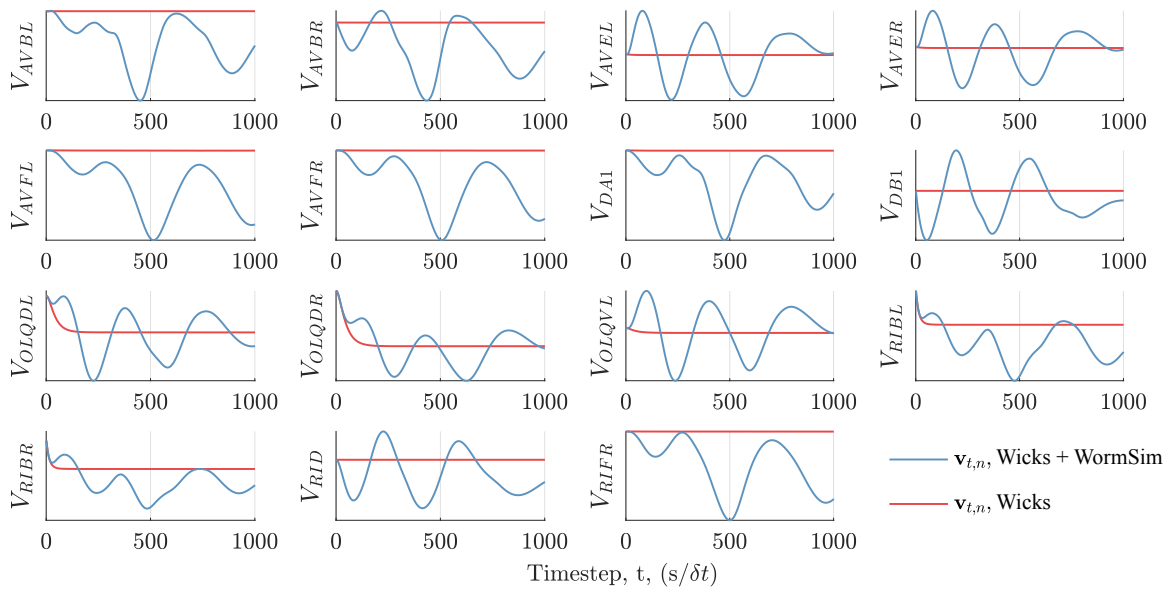 V_AVBL V_AVBR V_AVEL V_AVER
0 500 1000 0 500 1000 0 500 1000 0 500 1000
V_AVFL V_AVFR V_DA1 V_DB1
0 500 1000 0 500 1000 0 500 1000 0 500 1000
V_OLQDL V_OLQDR V_OLQVL V_RIBL
0 500 1000 0 500 1000 0 500 1000 0 500 1000
V_RIBR V_RID V_RIFR
v_t,n, Wicks + WormSim
v_t,n, Wicks
0 500 1000 0 500 1000 0 500 1000
Timestep, t, (s/δt)